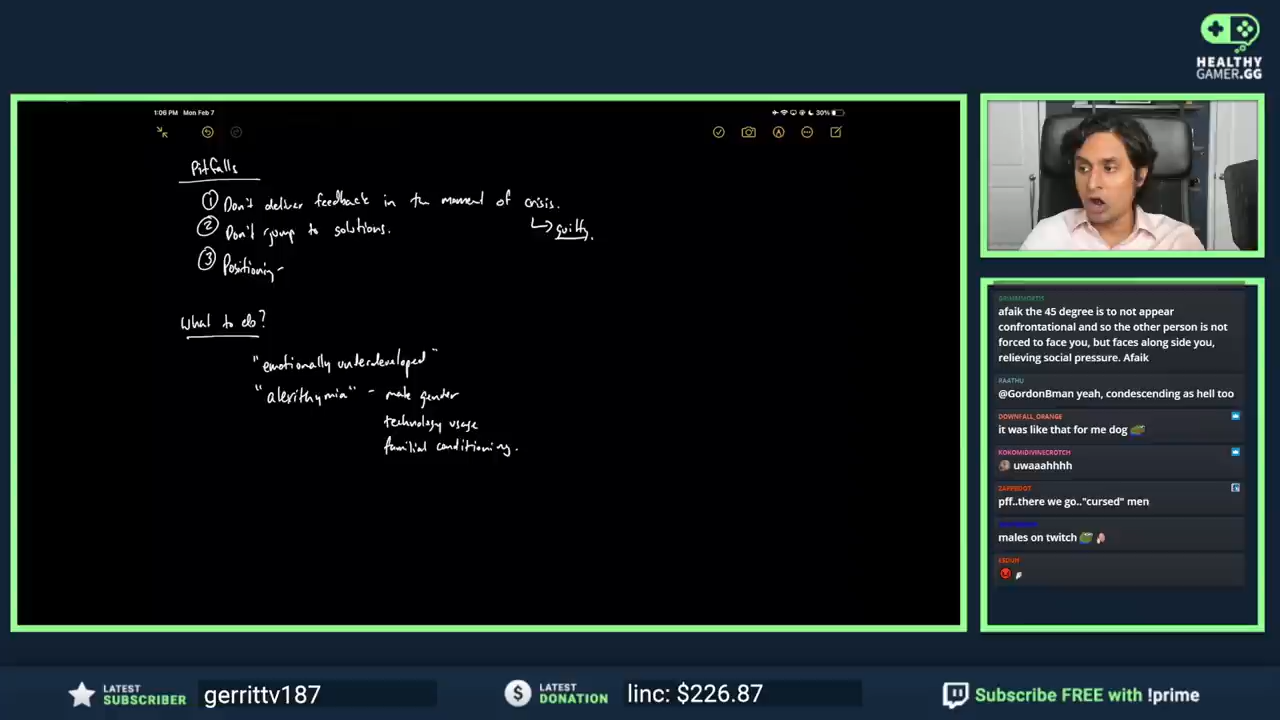 HEALTHY
GAMER.GG
1:06 PM Mon Feb 7
30%
Pitfalls
① Don't deliver feedback in the moment of crisis.
↳ guilty.
② Don't jump to solutions.
③ Positioning -
What to do?
"emotionally underdeveloped"
"alexithymia" - male gender
technology usage
familial conditioning.
afaik the 45 degree is to not appear
confrontational and so the other person is not
forced to face you, but faces along side you,
relieving social pressure. Afaik
RAATHU
@GordonBman yeah, condescending as hell too
DOWNFALL_ORANGE
it was like that for me dog
KOKOMIDIVINECROTCH
uwaaahhhh
pff..there we go.."cursed" men
males on twitch
LATEST
SUBSCRIBER
gerrittv187
LATEST
DONATION
linc: $226.87
Subscribe FREE with !prime